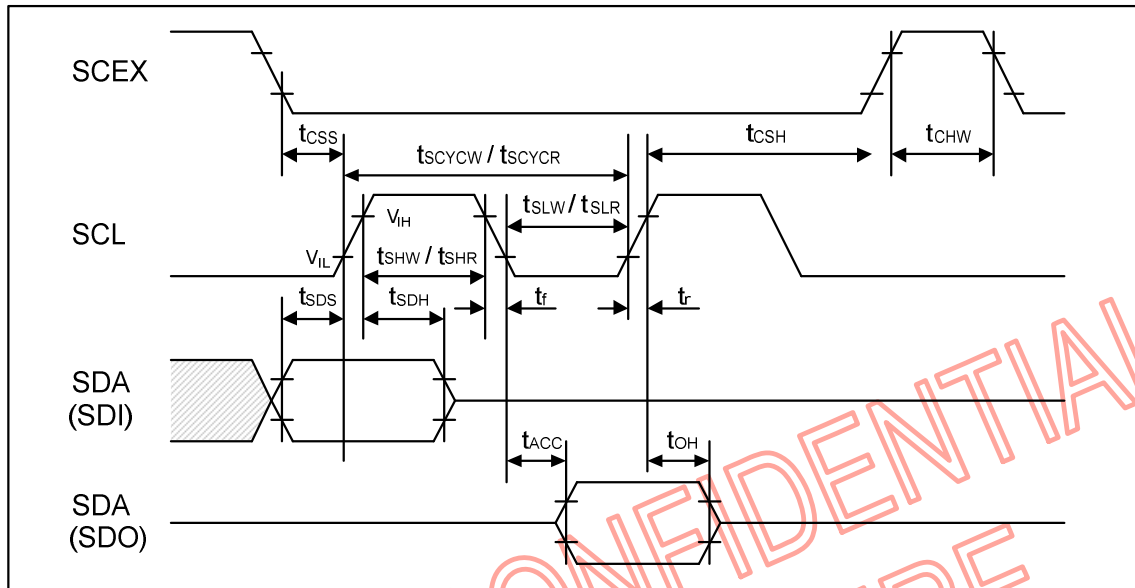 SCEX
tCSS
tSCYCW / tSCYCR
tCSH
tCHW
SCL
VIH
VIL
tSLW / tSLR
tSHW / tSHR
tSDS
tSDH
tf
tr
SDA
(SDI)
tACC
tOH
SDA
(SDO)
CONFIDENTIAL